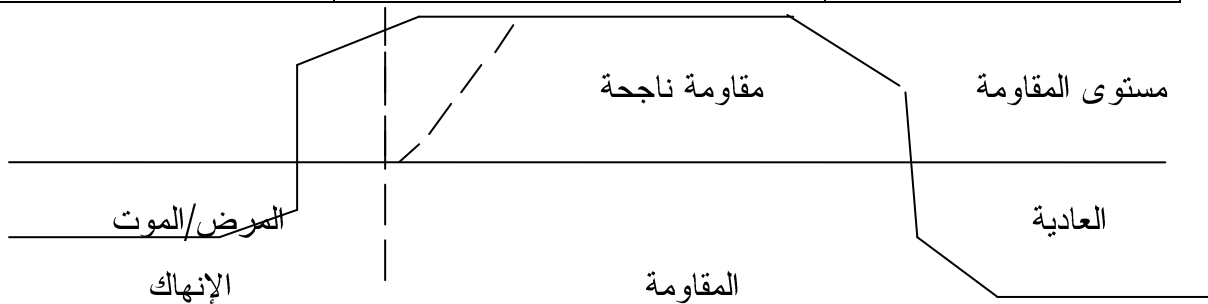 مستوى المقاومة
مقاومة ناجحة
العادية
المرض/الموت
المقاومة
الإنهاك